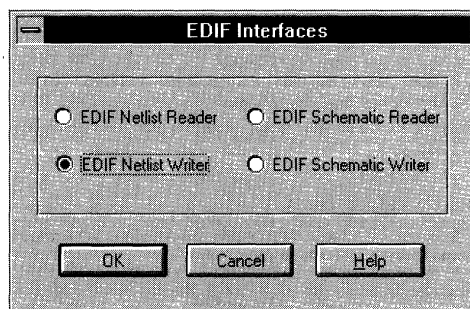 EDIF Interfaces
EDIF Netlist Reader EDIF Schematic Reader
EDIF Netlist Writer EDIF Schematic Writer
OK Cancel Help